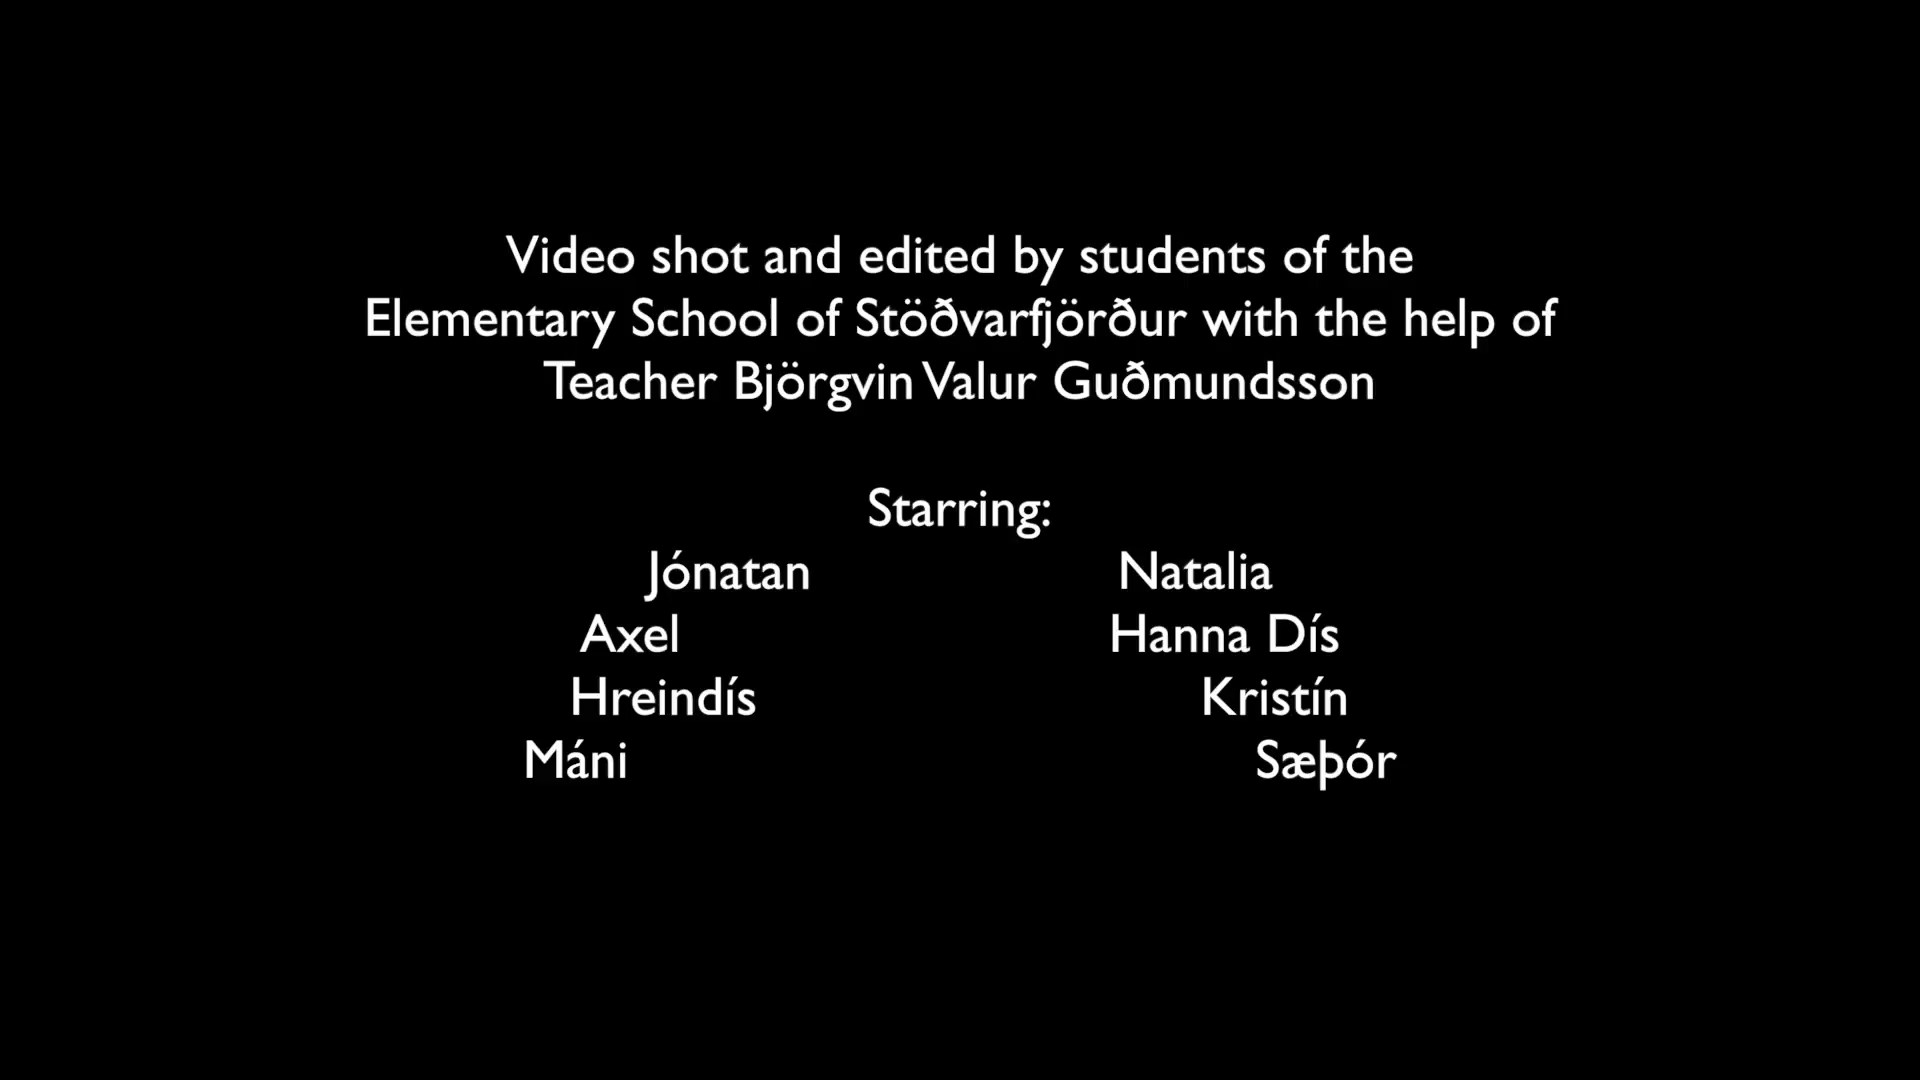 Video shot and edited by students of the
Elementary School of Stöðvarfjörður with the help of
Teacher Björgvin Valur Guðmundsson
Starring:
Jónatan Natalia
Axel Hanna Dís
Hreindís Kristín
Máni Sæþór